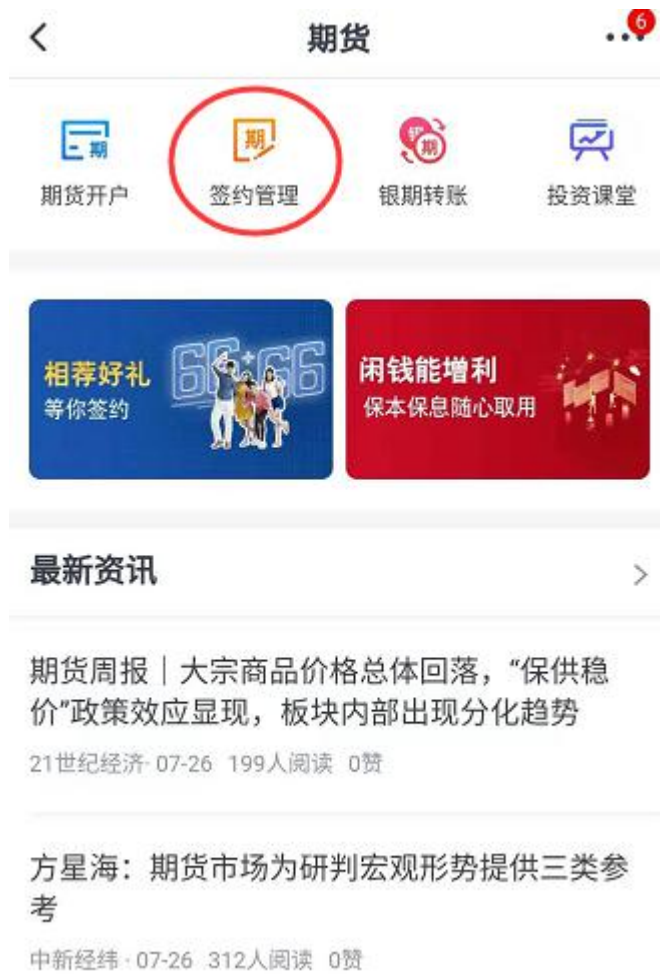 期货
6
期
期
期
期货开户
签约管理
银期转账
投资课堂
相荐好礼
等你签约
66+66
闲钱能增利
保本保息随心取用
最新资讯
期货周报｜大宗商品价格总体回落，“保供稳
价”政策效应显现，板块内部出现分化趋势
21世纪经济·07-26 199人阅读 0赞
方星海：期货市场为研判宏观形势提供三类参
考
中新经纬·07-26 312人阅读 0赞